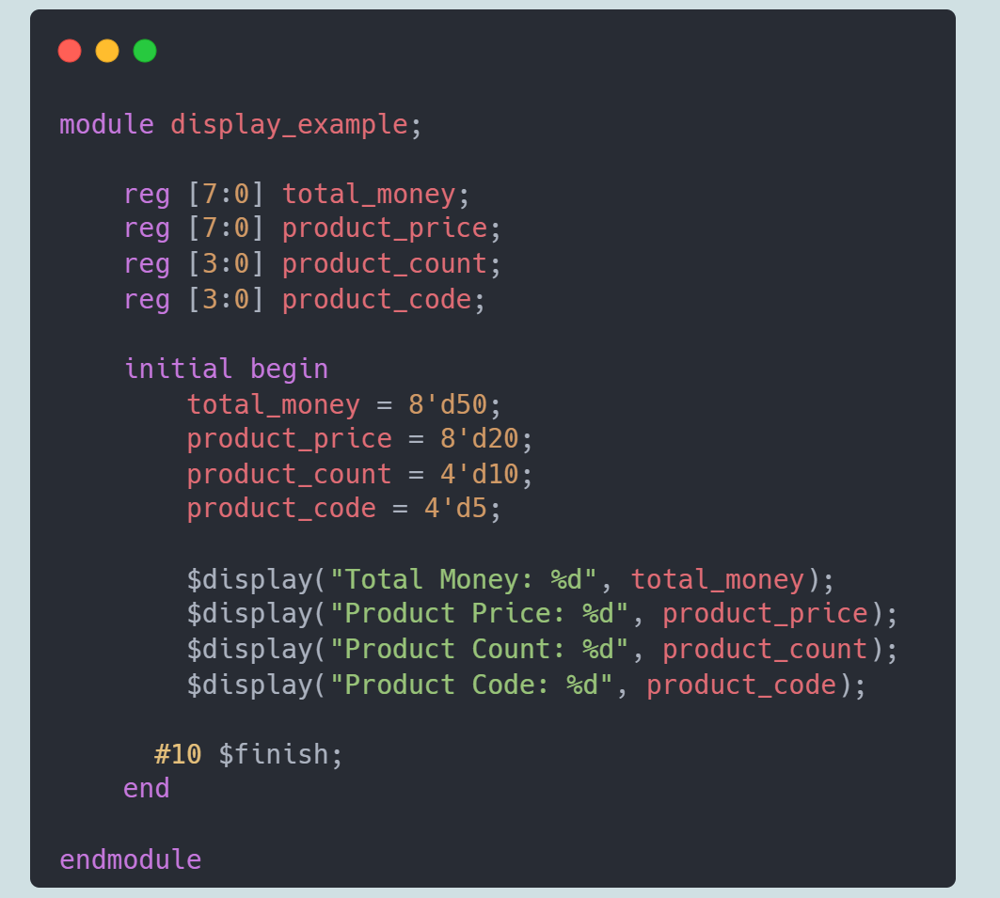 module display_example;
    reg [7:0] total_money;
    reg [7:0] product_price;
    reg [3:0] product_count;
    reg [3:0] product_code;
    initial begin
        total_money = 8'd50;
        product_price = 8'd20;
        product_count = 4'd10;
        product_code = 4'd5;
        $display("Total Money: %d", total_money);
        $display("Product Price: %d", product_price);
        $display("Product Count: %d", product_count);
        $display("Product Code: %d", product_code);
      #10 $finish;
    end
endmodule